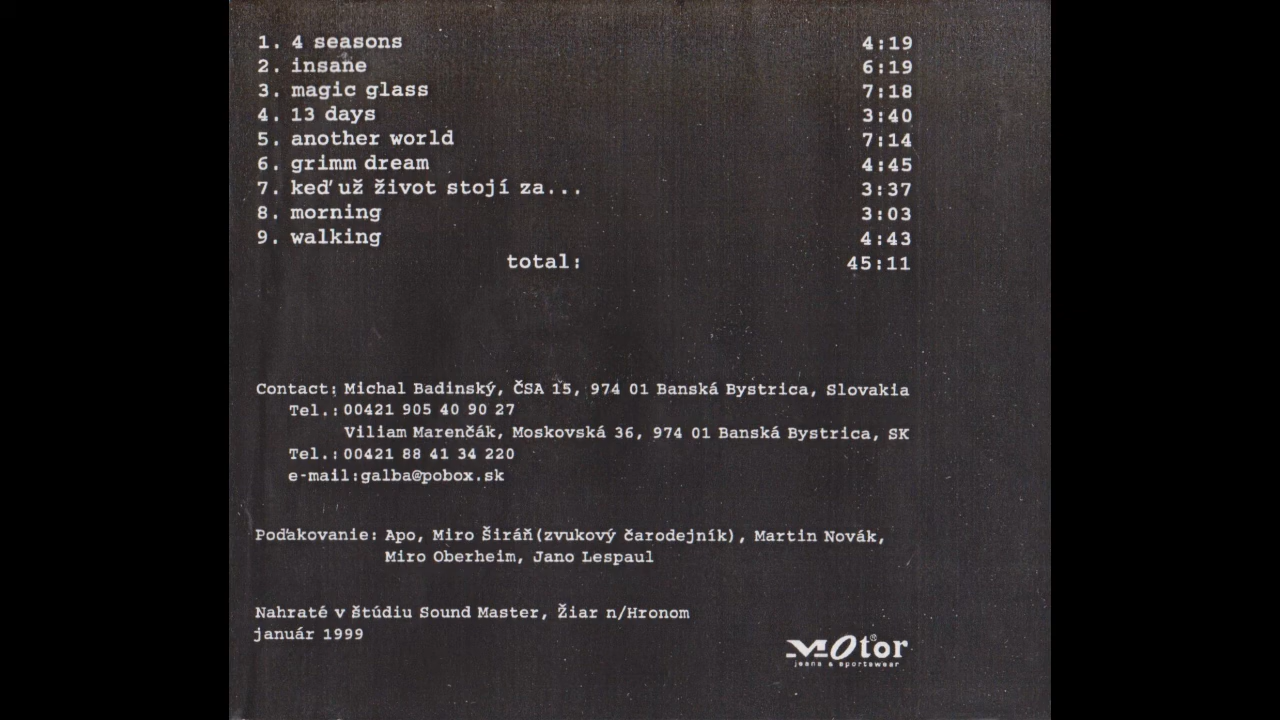 1. 4 seasons 4:19
2. insane 6:19
3. magic glass 7:18
4. 13 days 3:40
5. another world 7:14
6. grimm dream 4:45
7. keď už život stojí za... 3:37
8. morning 3:03
9. walking 4:43
total: 45:11
Contact: Michal Badinský, ČSA 15, 974 01 Banská Bystrica, Slovakia
Tel.: 00421 905 40 90 27
Viliam Marenčák, Moskovská 36, 974 01 Banská Bystrica, SK
Tel.: 00421 88 41 34 220
e-mail:galba@pobox.sk
Poďakovanie: Apo, Miro Širáň(zvukový čarodejník), Martin Novák,
Miro Oberheim, Jano Lespaul
Nahraté v štúdiu Sound Master, Žiar n/Hronom
január 1999
MOtor®
jeans & sportswear